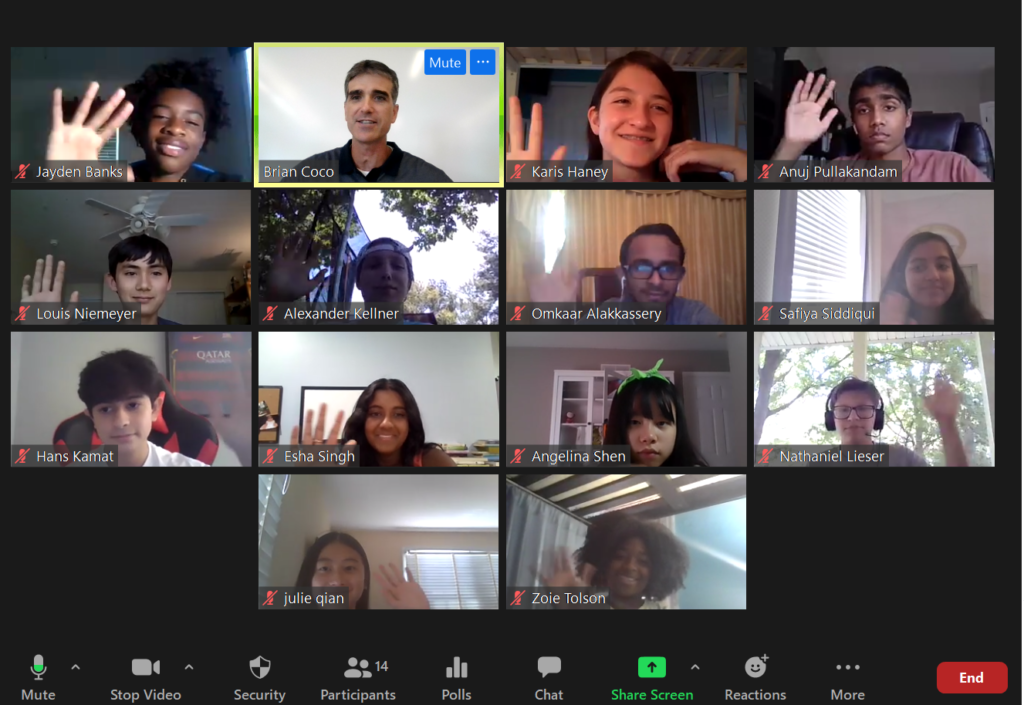 Mute ...
Jayden Banks
Brian Coco
Karis Haney
Anuj Pullakandam
Louis Niemeyer
Alexander Kellner
Omkaar Alakkassery
Safiya Siddiqui
QATAR
Hans Kamat
Esha Singh
Angelina Shen
Nathaniel Lieser
julie qian
Zoie Tolson
14
Mute
Stop Video
Security
Participants
Polls
Chat
Share Screen
Reactions
More
End